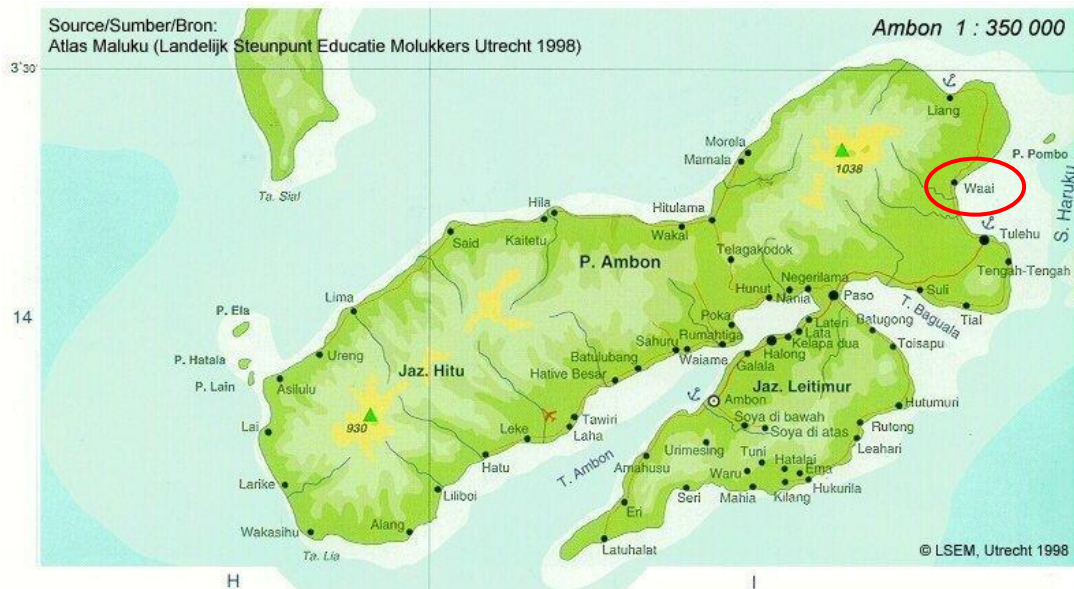 Source/Sumber/Bron:
Atlas Maluku (Landelijk Steunpunt Educatie Molukkers Utrecht 1998)
Ambon 1 : 350 000
3°30'
Liang
Morela
Mamala
1038
P. Pombo
Waai
Ta. Sial
Hila
Kaitetu
Hitulama
Wakal
Said
Tulehu
S. Haruku
P. Ambon
Telagakodok
Tengah-Tengah
Negerilama
Hunut
Nania
Paso
Suli
Lima
14
P. Ela
Poka
Lateri
Batugong
T. Baguala
Tial
Rumahtiga
Lata
Sahuru
Waiame
Kelapa dua
Toisapu
Ureng
P. Hatala
Batulubang
Halong
Galala
P. Lain
Asilulu
Jaz. Hitu
Hative Besar
Jaz. Leitimur
Ambon
Hutumuri
930
Tawiri
Laha
Soya di bawah
Soya di atas
Rutong
Lai
Leke
Urimesing
Leahari
Hatu
T. Ambon
Amahusu
Tuni
Hatalai
Waru
Ema
Larike
Liliboi
Seri
Mahia
Kilang
Hukurila
Eri
Wakasihu
Alang
Latuhalat
Ta. Lia
© LSEM, Utrecht 1998
H
I